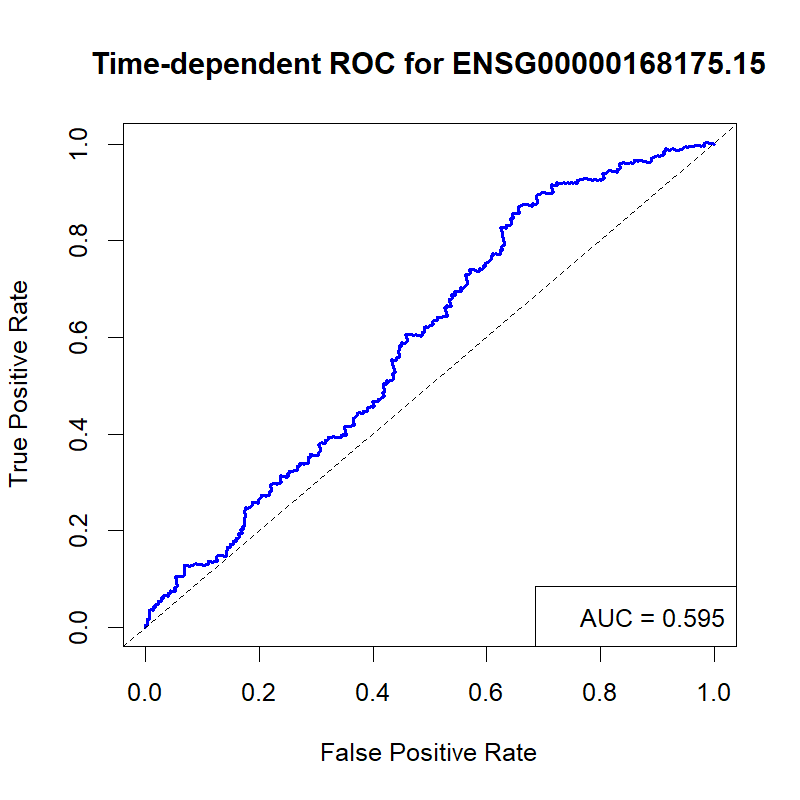 Time-dependent ROC for ENSG00000168175.15
True Positive Rate
1.0
0.8
0.6
0.4
0.2
0.0
AUC = 0.595
0.0 0.2 0.4 0.6 0.8 1.0
False Positive Rate